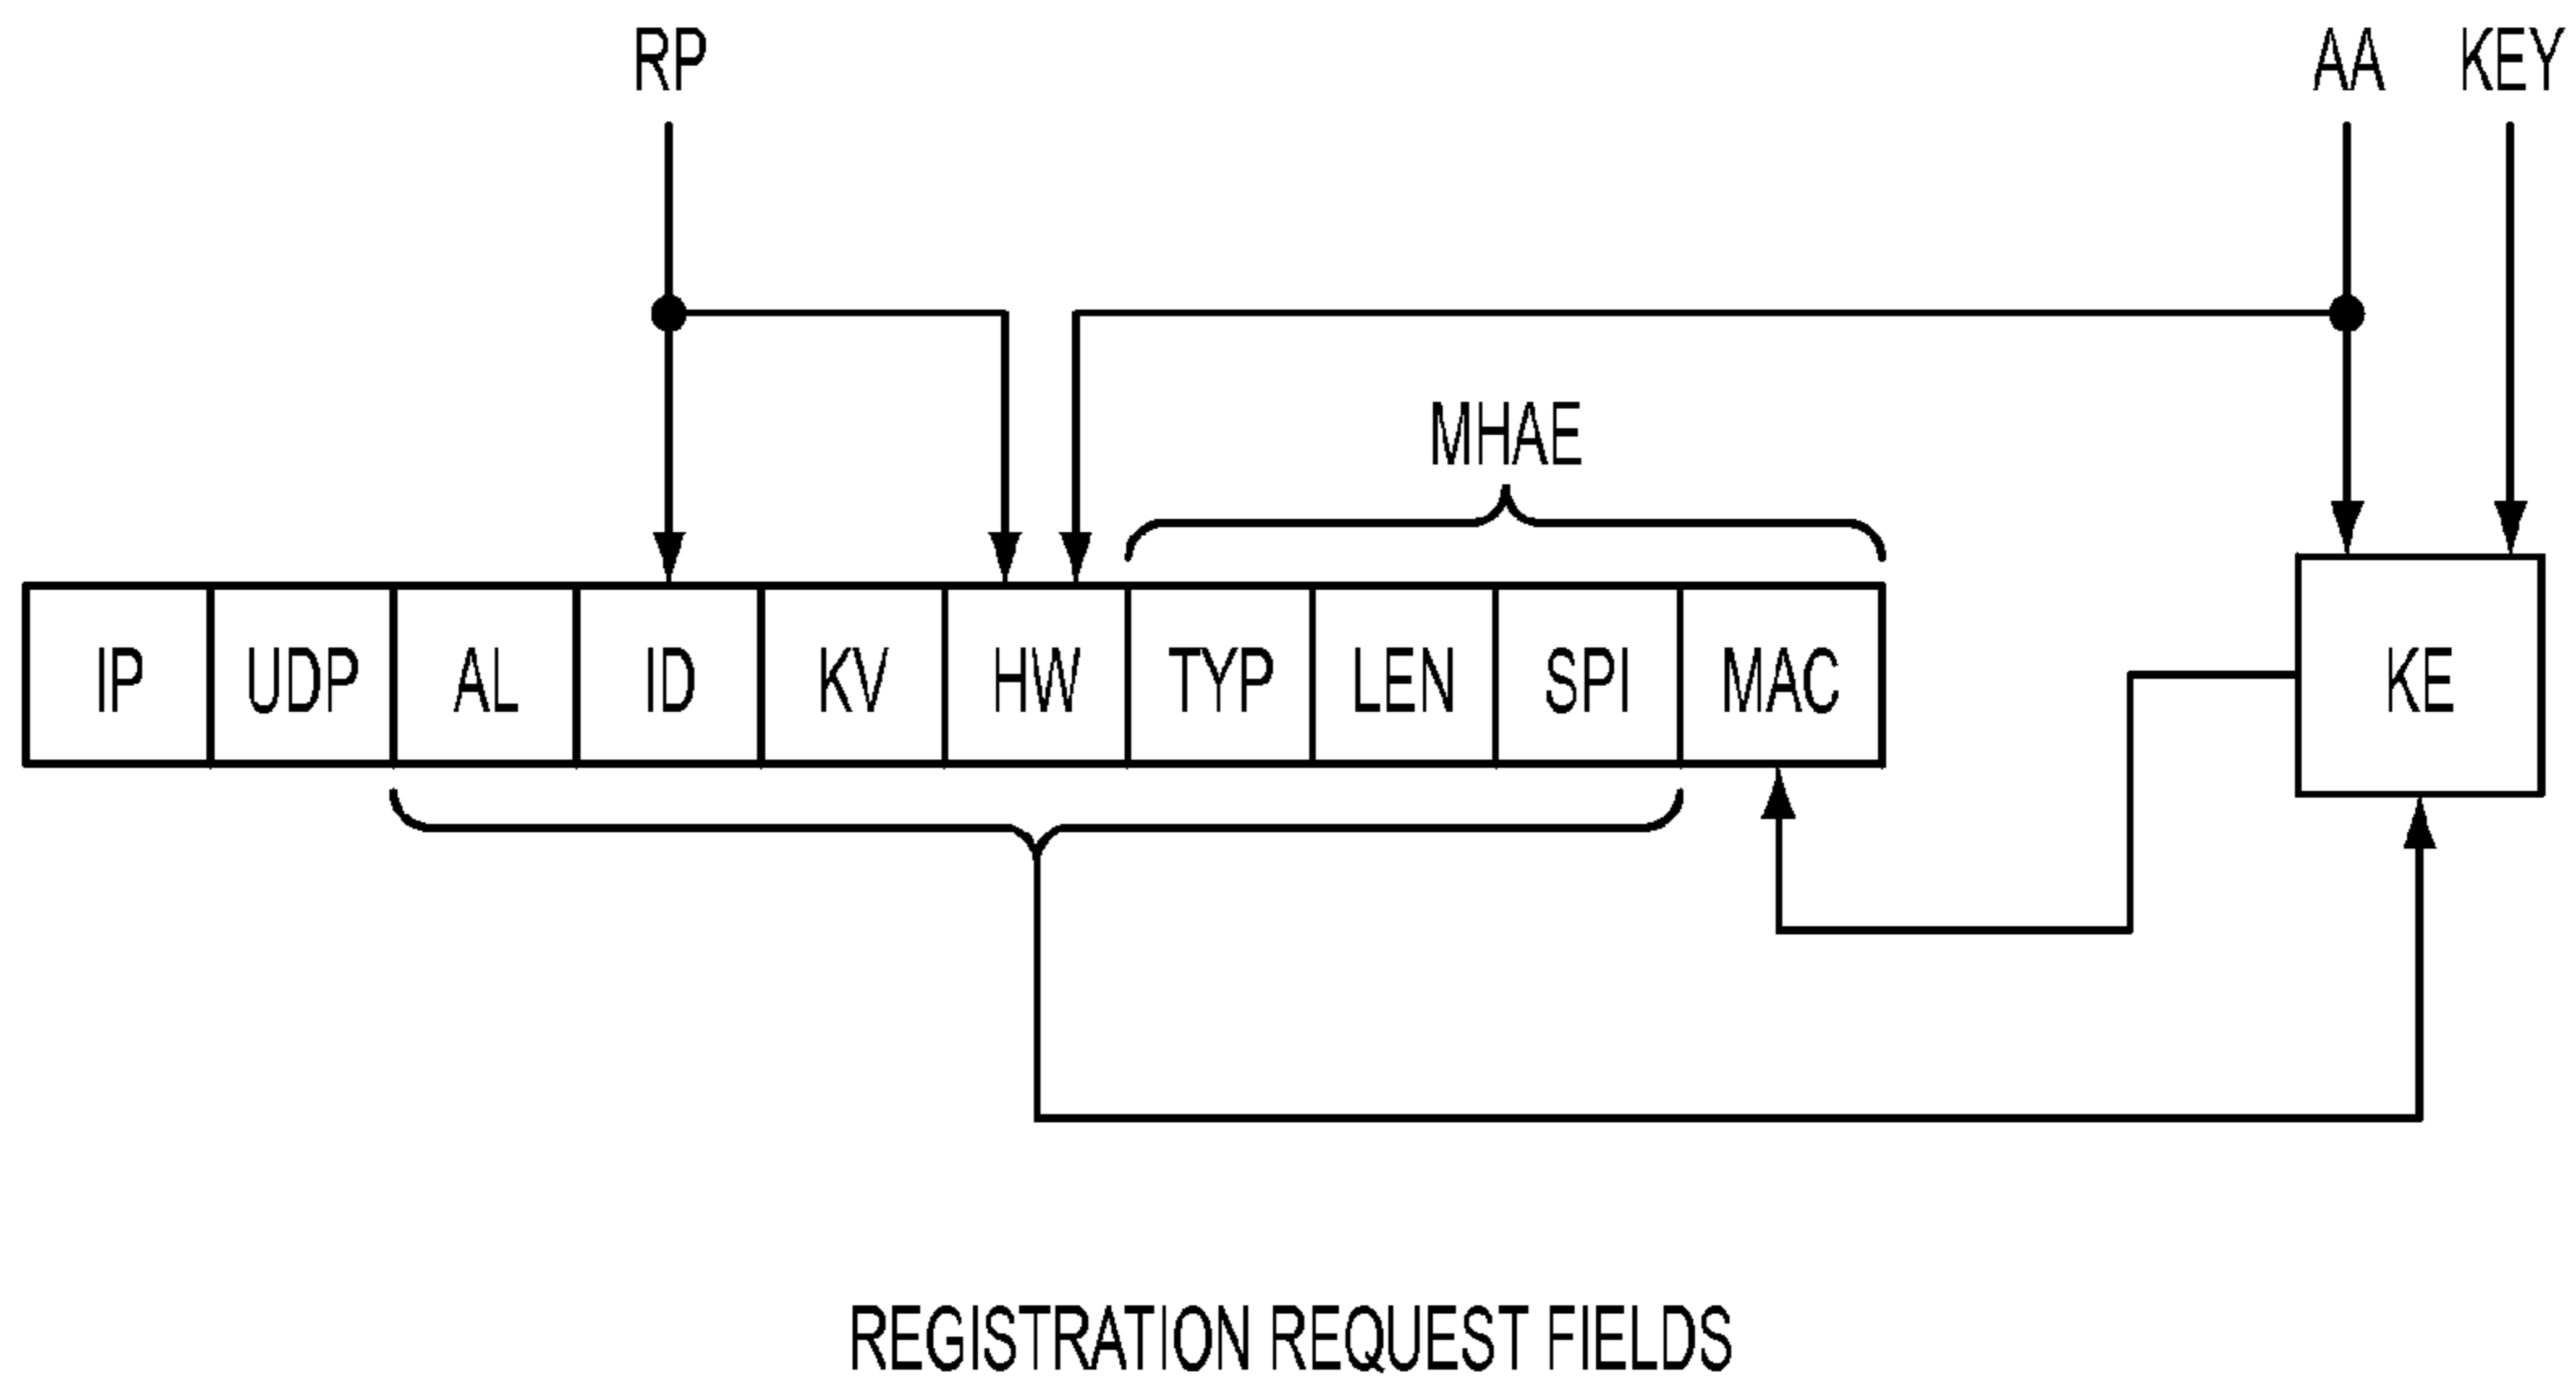 RP AA KEY
MHAE
IP UDP AL ID KV HW TYP LEN SPI MAC KE
REGISTRATION REQUEST FIELDS